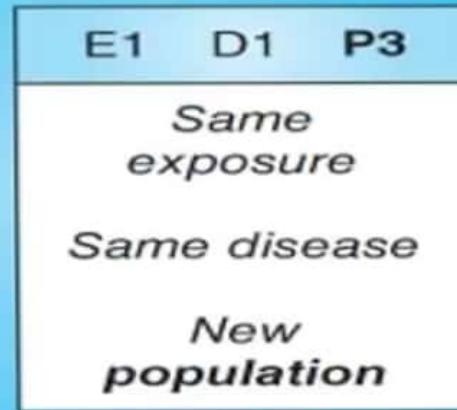 E1 D1 P3
Same
exposure
Same disease
New
population